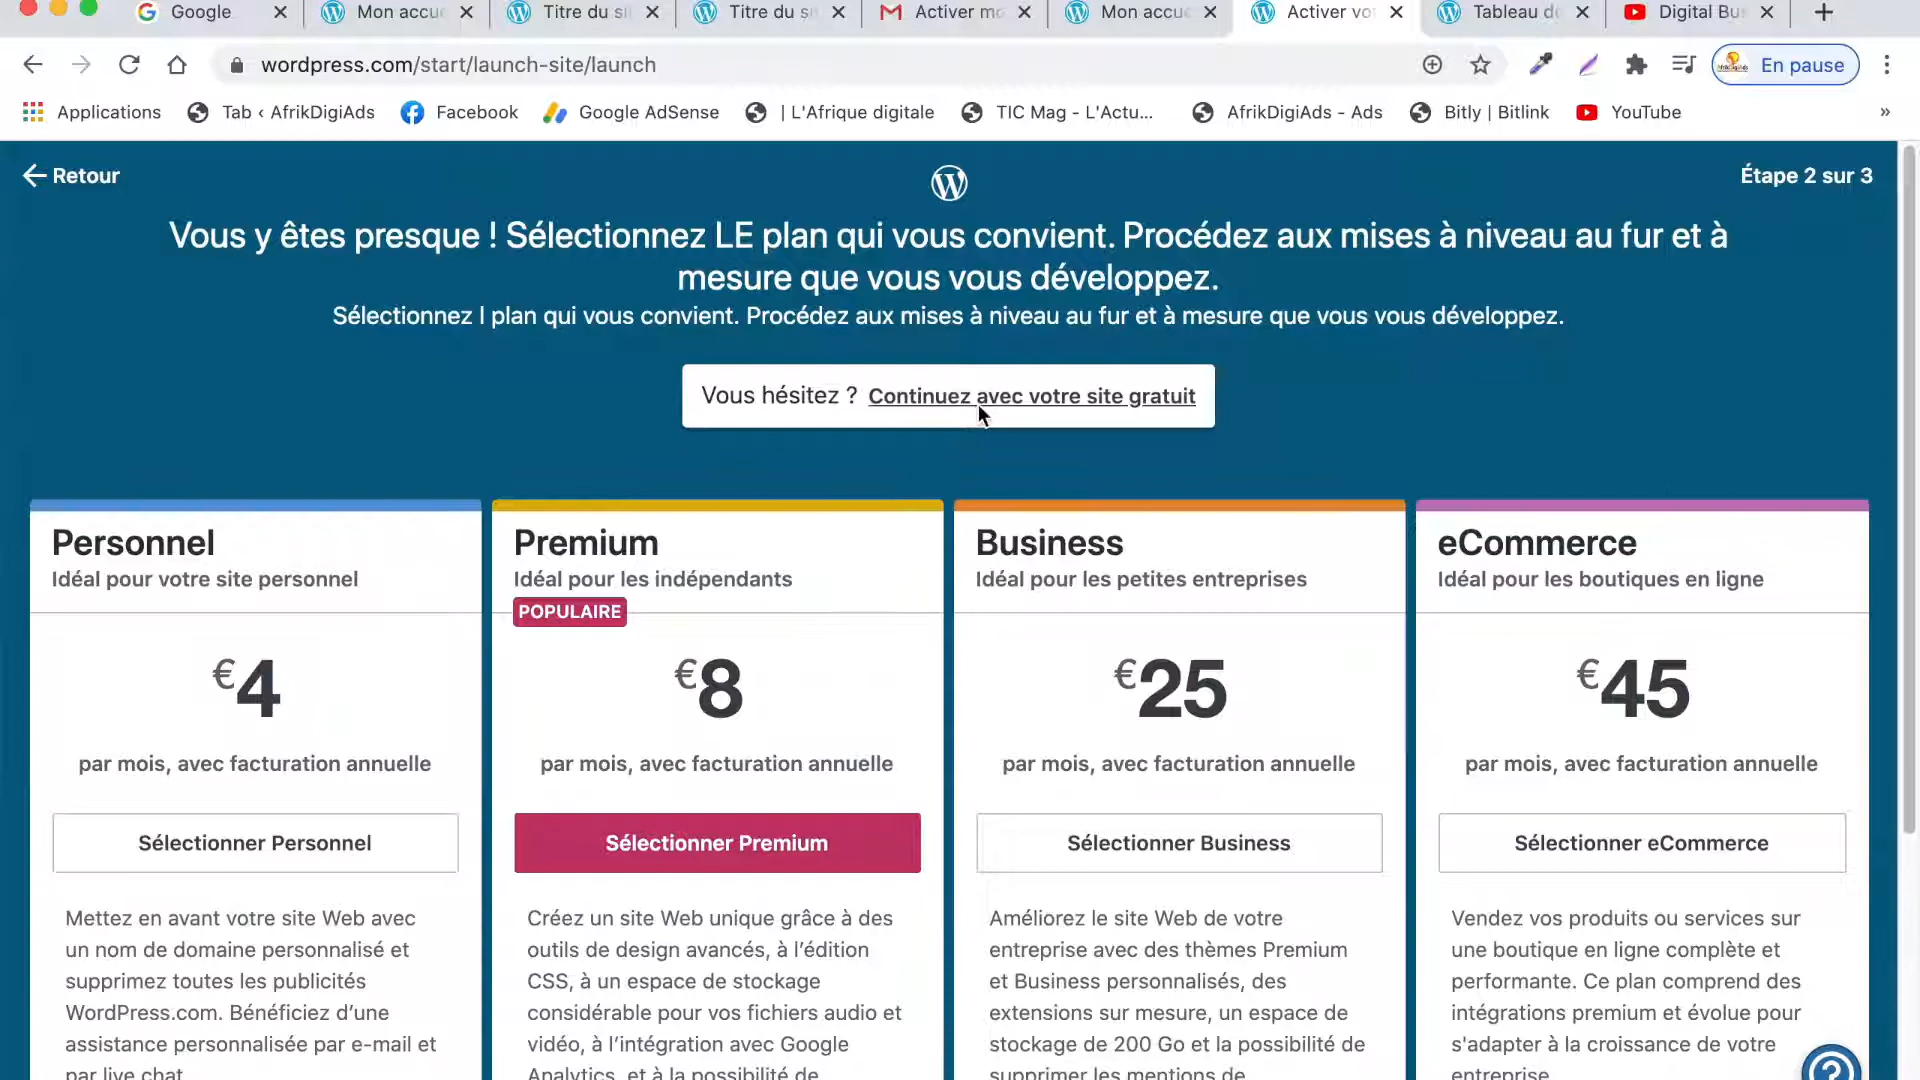 Google
Mon accue
Titre du si
Titre du si
Activer mo
Mon accue
Activer vot
Tableau de
Digital Bus
wordpress.com/start/launch-site/launch
En pause
Applications
Tab ‹ AfrikDigiAds
Facebook
Google AdSense
| L'Afrique digitale
TIC Mag - L'Actu...
AfrikDigiAds - Ads
Bitly | Bitlink
YouTube
»
Retour
Étape 2 sur 3
Vous y êtes presque ! Sélectionnez LE plan qui vous convient. Procédez aux mises à niveau au fur et à
mesure que vous vous développez.
Sélectionnez l plan qui vous convient. Procédez aux mises à niveau au fur et à mesure que vous vous développez.
Vous hésitez ? Continuez avec votre site gratuit
Personnel
Idéal pour votre site personnel
€4
par mois, avec facturation annuelle
Sélectionner Personnel
Mettez en avant votre site Web avec
un nom de domaine personnalisé et
supprimez toutes les publicités
WordPress.com. Bénéficiez d’une
assistance personnalisée par e-mail et
par live chat.
Premium
Idéal pour les indépendants
POPULAIRE
€8
par mois, avec facturation annuelle
Sélectionner Premium
Créez un site Web unique grâce à des
outils de design avancés, à l’édition
CSS, à un espace de stockage
considérable pour vos fichiers audio et
vidéo, à l’intégration avec Google
Analytics, et à la possibilité de
Business
Idéal pour les petites entreprises
€25
par mois, avec facturation annuelle
Sélectionner Business
Améliorez le site Web de votre
entreprise avec des thèmes Premium
et Business personnalisés, des
extensions sur mesure, un espace de
stockage de 200 Go et la possibilité de
supprimer les mentions de
eCommerce
Idéal pour les boutiques en ligne
€45
par mois, avec facturation annuelle
Sélectionner eCommerce
Vendez vos produits ou services sur
une boutique en ligne complète et
performante. Ce plan comprend des
intégrations premium et évolue pour
s'adapter à la croissance de votre
entreprise.